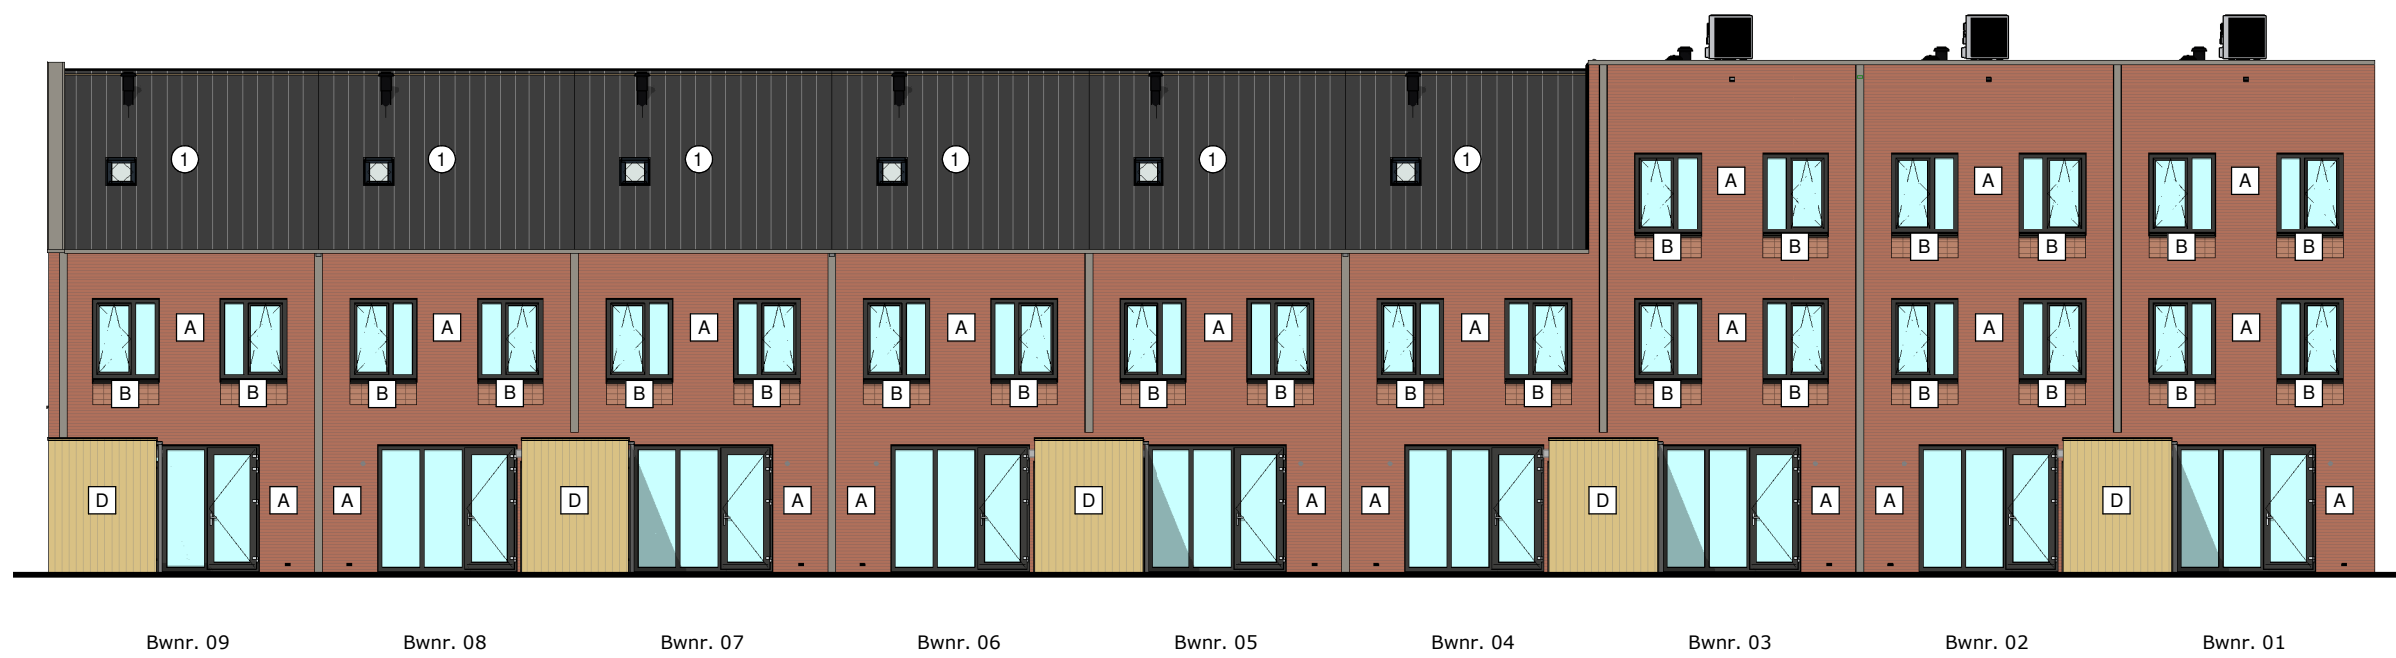 1 1 1 1 1 1
A A A
B B B B B B
A A A A A A A A A
B B B B B B B B B B B B B B B B B B
D A A D A A D A A D A A D A
Bwnr. 09 Bwnr. 08 Bwnr. 07 Bwnr. 06 Bwnr. 05 Bwnr. 04 Bwnr. 03 Bwnr. 02 Bwnr. 01